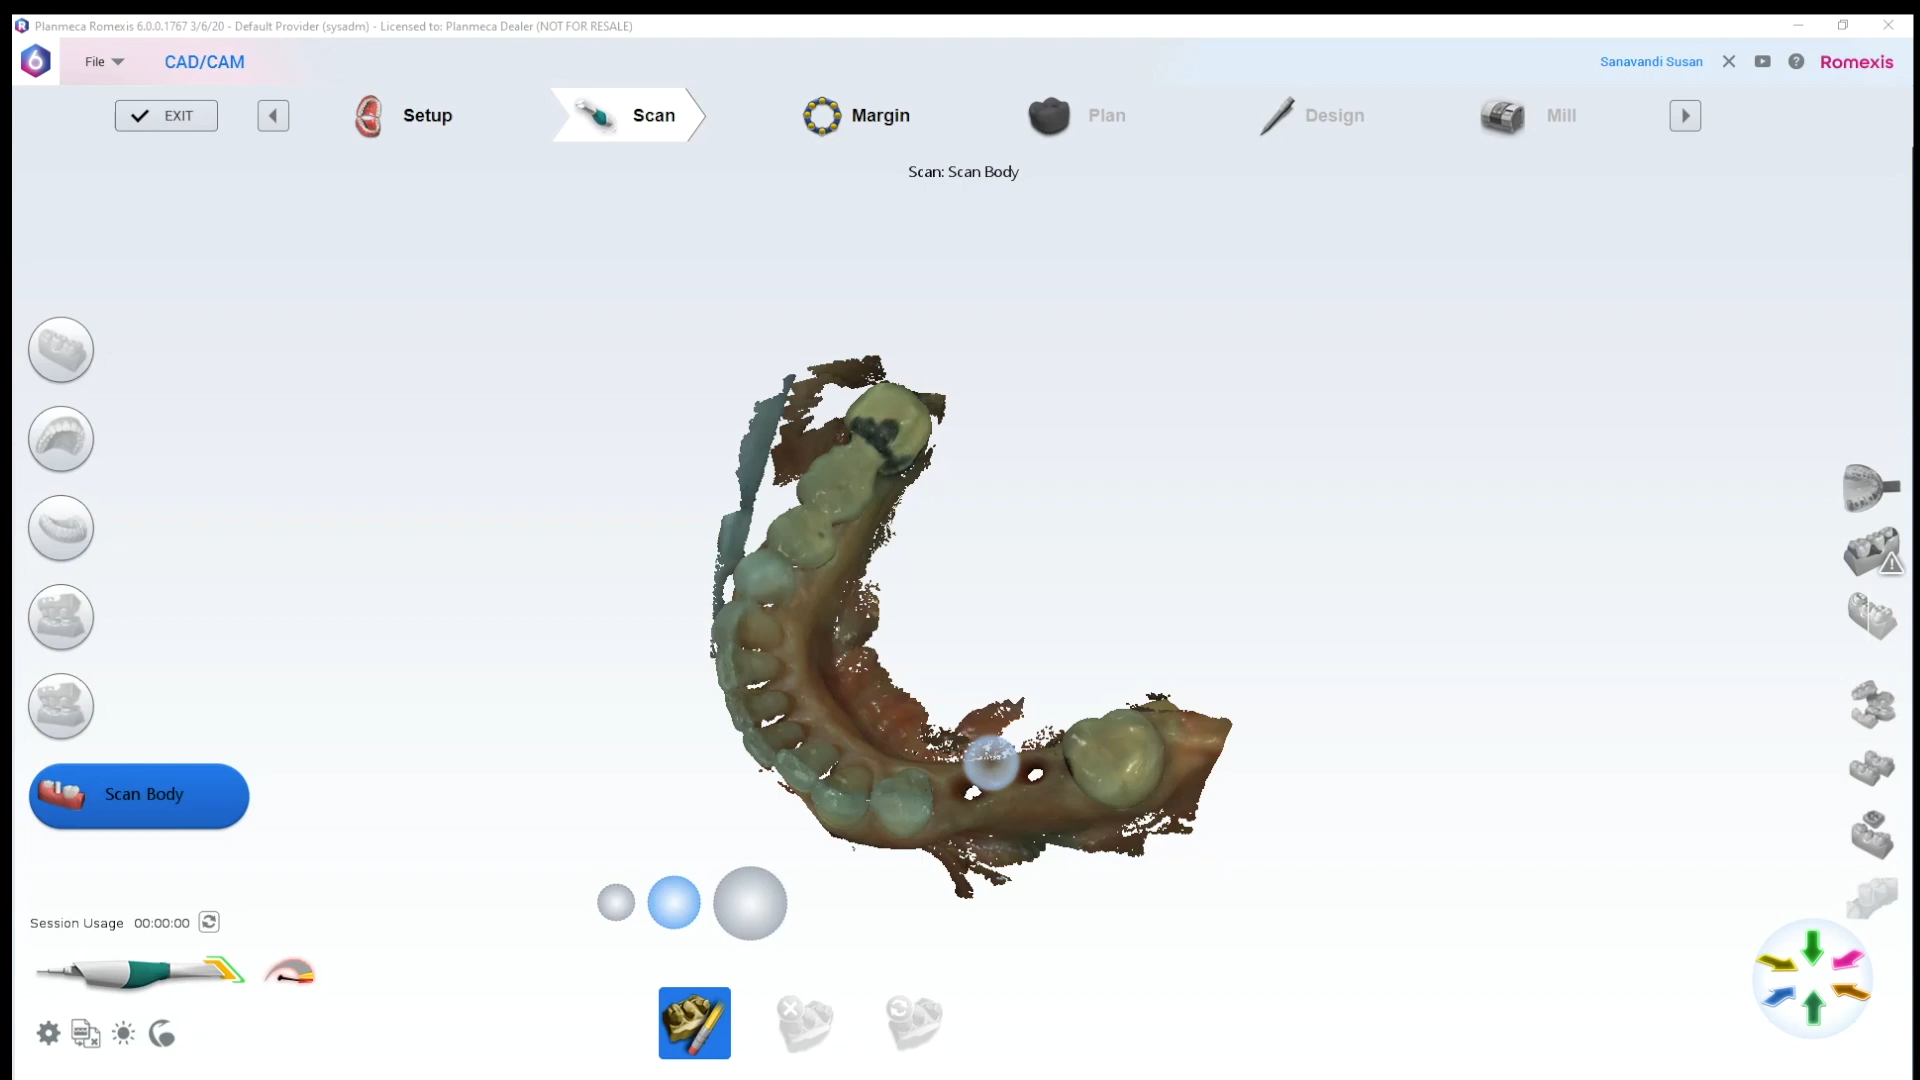 Planmeca Romexis 6.0.0.1767 3/6/20 - Default Provider (sysadm) - Licensed to: Planmeca Dealer (NOT FOR RESALE)
6 File CAD/CAM Sanavandi Susan Romexis
EXIT Setup Scan Margin Plan Design Mill
Scan: Scan Body
Scan Body
Session Usage 00:00:00